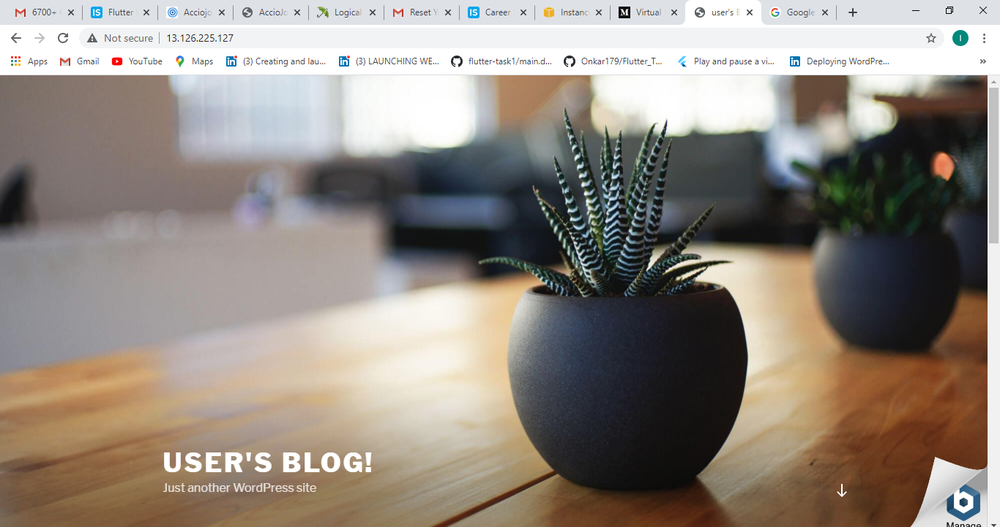 6700+
Flutter
Acciojo
AccioJo
Logical
Reset Y
Career
Instanc
Virtual
user's B
Google
Not secure
13.126.225.127
Apps
Gmail
YouTube
Maps
(3) Creating and lau...
(3) LAUNCHING WE...
flutter-task1/main.d...
Onkar179/Flutter_T...
Play and pause a vi...
Deploying WordPre...
USER'S BLOG!
Just another WordPress site
Manage